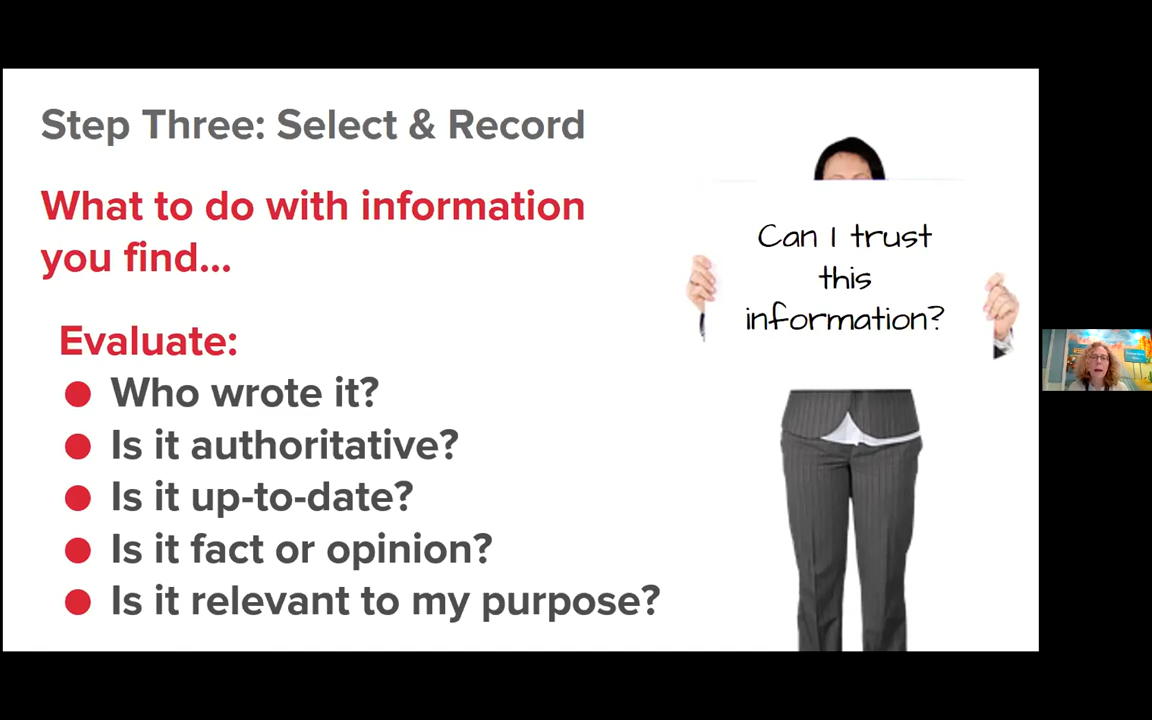 Step Three: Select & Record
What to do with information
you find...
Evaluate:
Who wrote it?
Is it authoritative?
Is it up-to-date?
Is it fact or opinion?
Is it relevant to my purpose?
Can I trust
this
information?